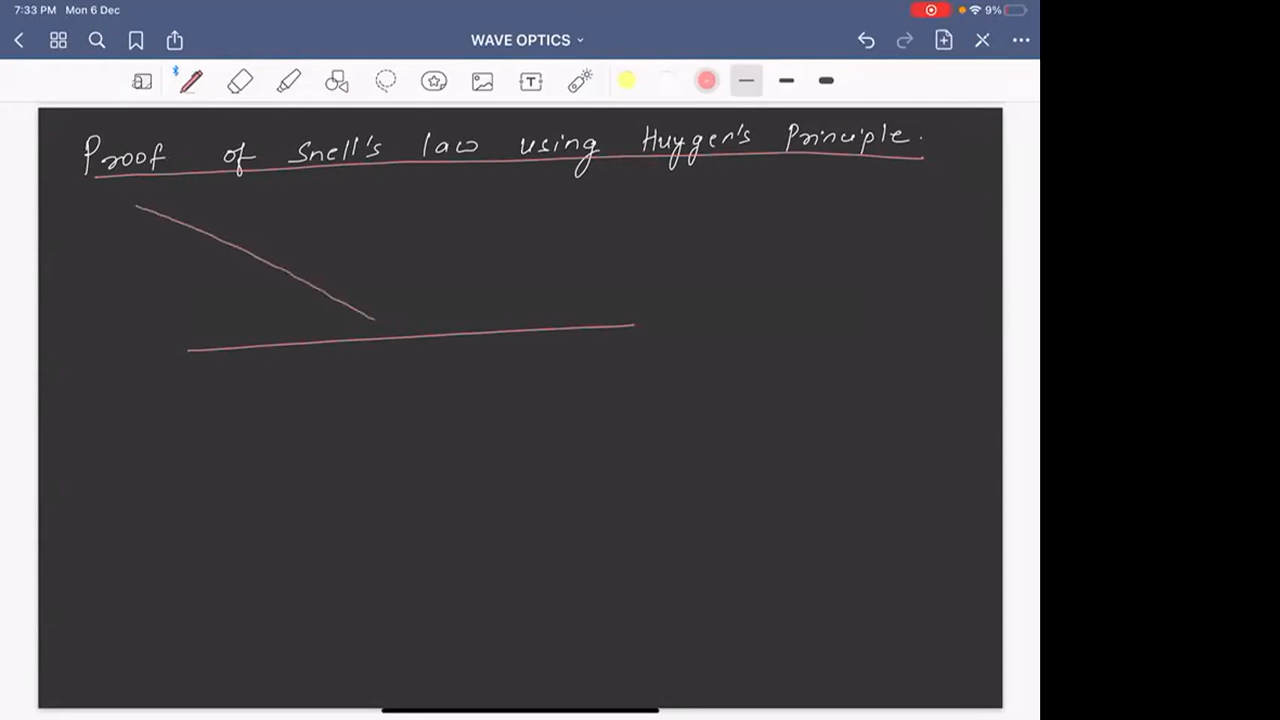 7:33 PM Mon 6 Dec
9%
WAVE OPTICS
T
Proof of Snell's law using Huygen's Principle.